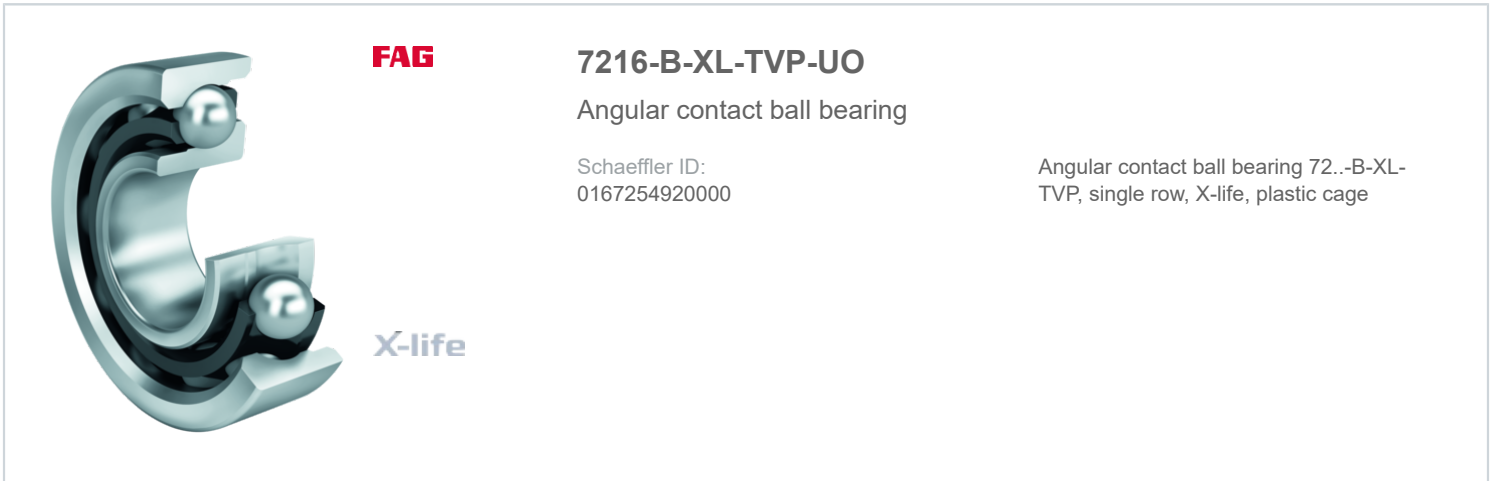 FAG
7216-B-XL-TVP-UO
Angular contact ball bearing
Schaeffler ID:
0167254920000
Angular contact ball bearing 72..-B-XL-
TVP, single row, X-life, plastic cage
X-life